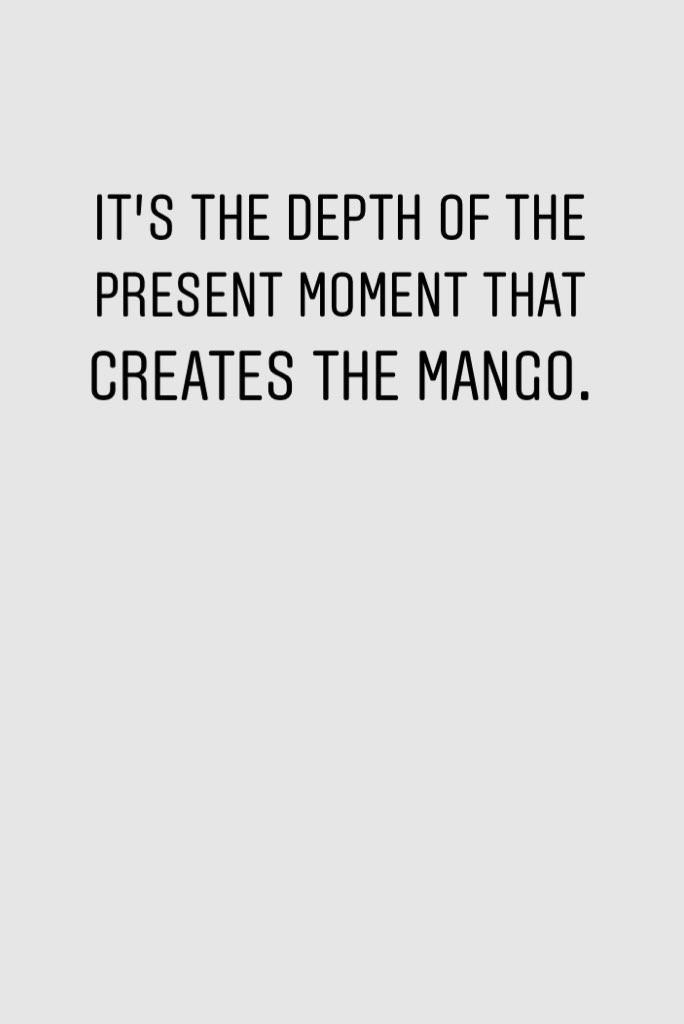 IT'S THE DEPTH OF THE
PRESENT MOMENT THAT
CREATES THE MANGO.